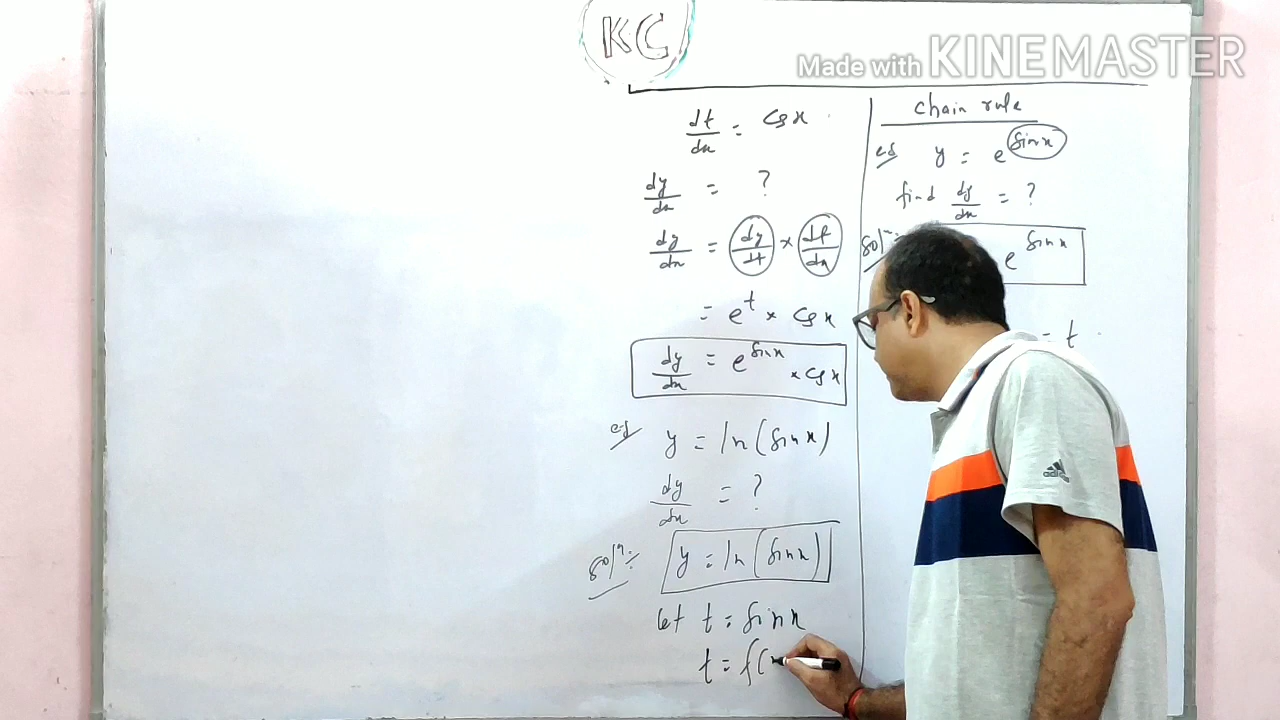 KC
Made with KINEMASTER
chain rule
eg y = e^sinx
find dy/dx = ?
sol^n: e^sinx
= t
dt/dx = cosx
dy/dx = ?
dy/dx = dy/dt × dt/dx
= e^t × cosx
dy/dx = e^sinx × cosx
eg y = ln(sinx)
dy/dx = ?
sol^n:- y = ln(sinx)
let t = sinx
t = f(x
adidas